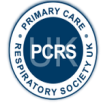 PRIMARY CARE
UK
PCRS
RESPIRATORY SOCIETY UK